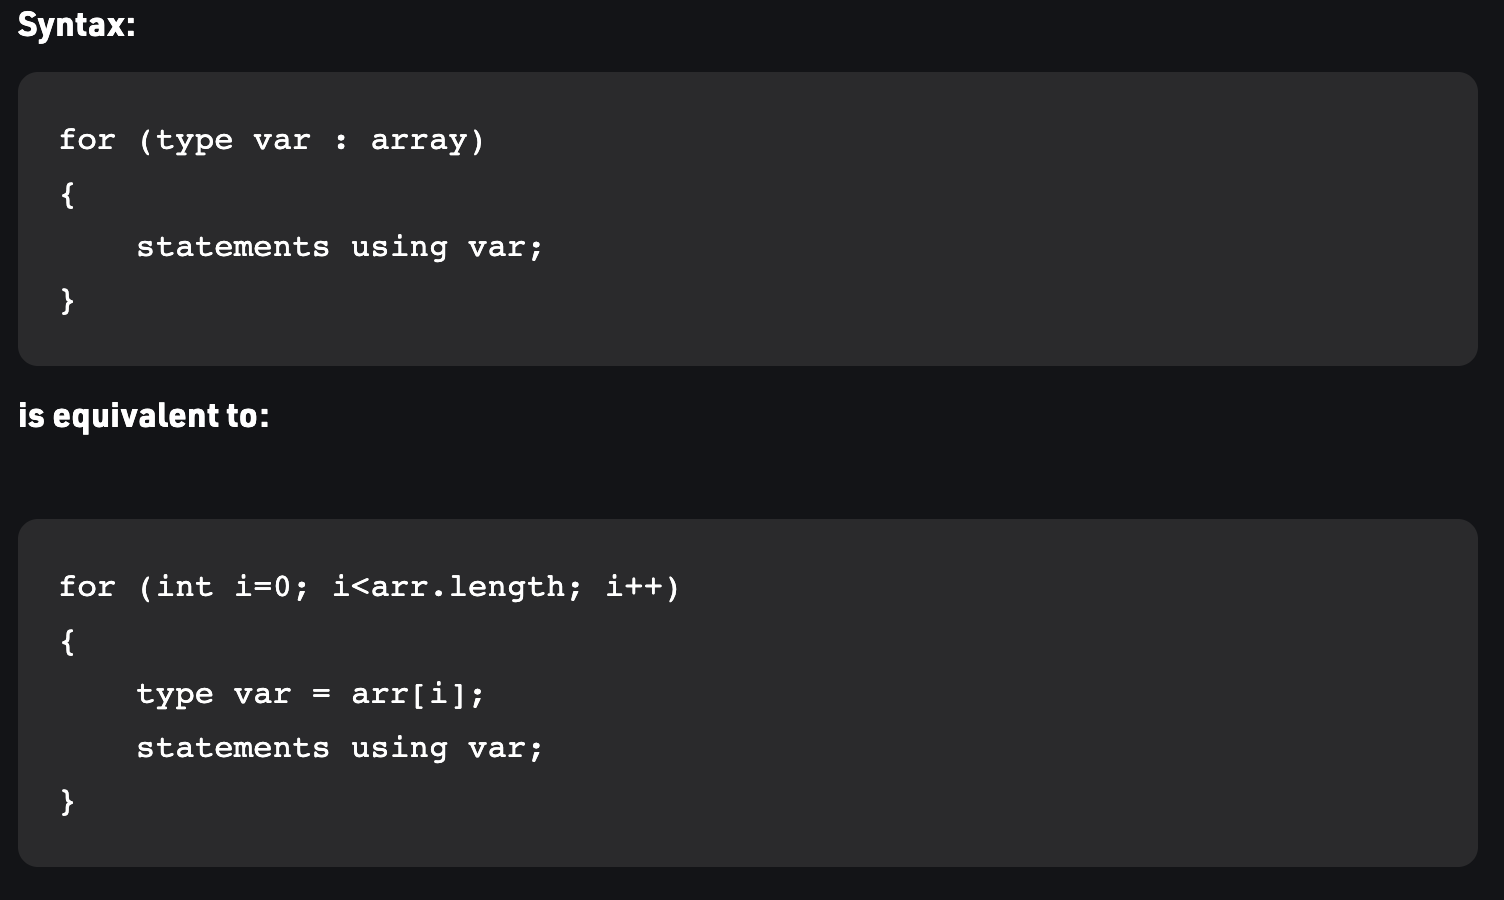 Syntax:
for (type var : array)
{
    statements using var;
}
is equivalent to:
for (int i=0; i<arr.length; i++)
{
    type var = arr[i];
    statements using var;
}